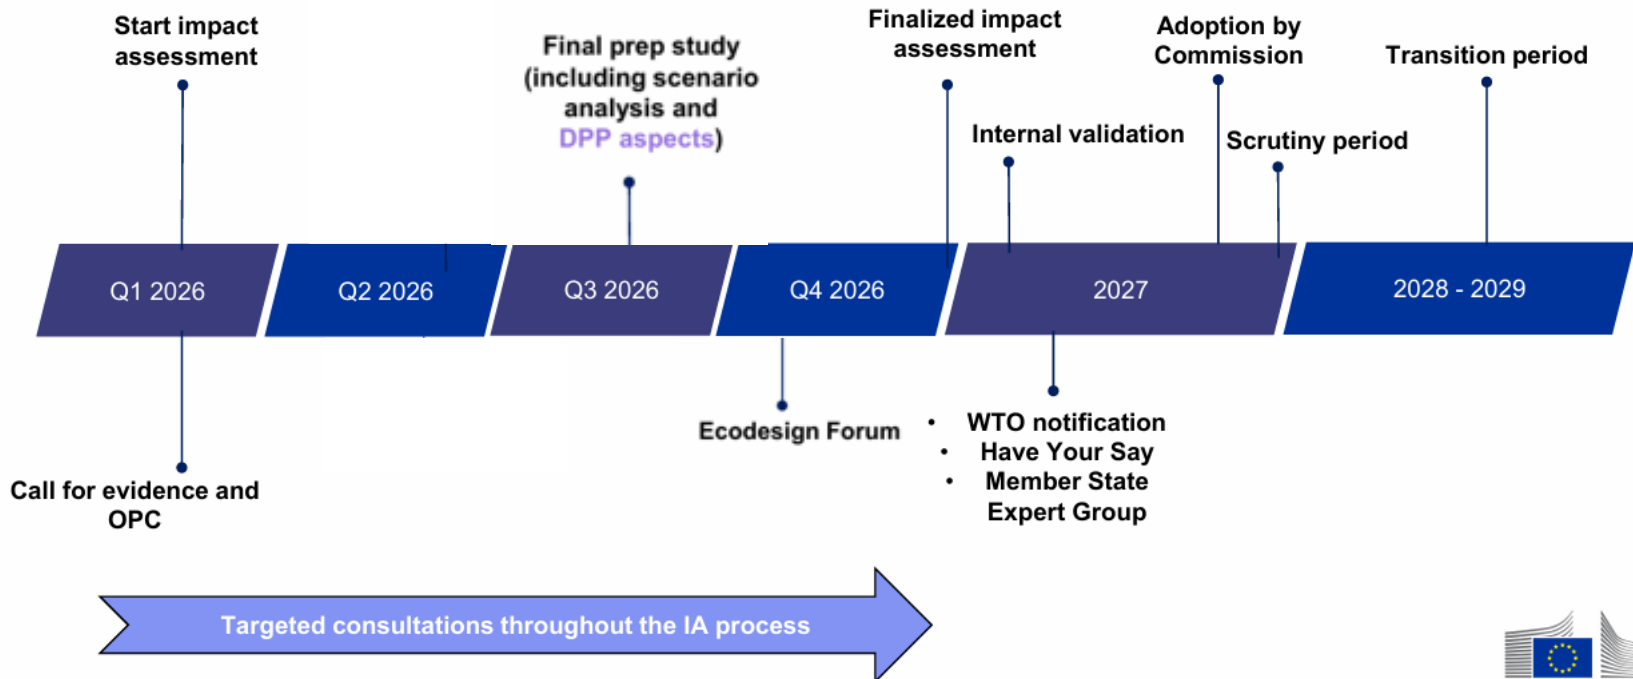 Start impact
assessment
Final prep study
(including scenario
analysis and
DPP aspects)
Finalized impact
assessment
Internal validation
Adoption by
Commission
Scrutiny period
Transition period
Q1 2026
Q2 2026
Q3 2026
Q4 2026
2027
2028 - 2029
Call for evidence and
OPC
Ecodesign Forum
• WTO notification
• Have Your Say
• Member State
Expert Group
Targeted consultations throughout the IA process